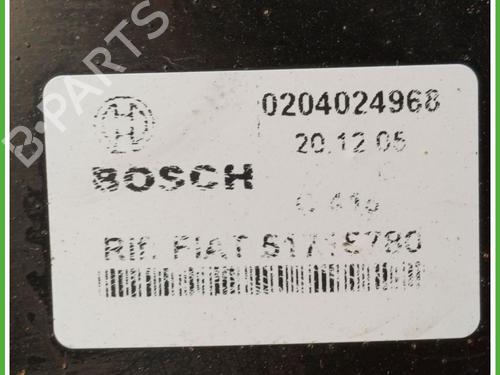 B-PARTS
0204024968
20.12.05
BOSCH
Rif. FIAT